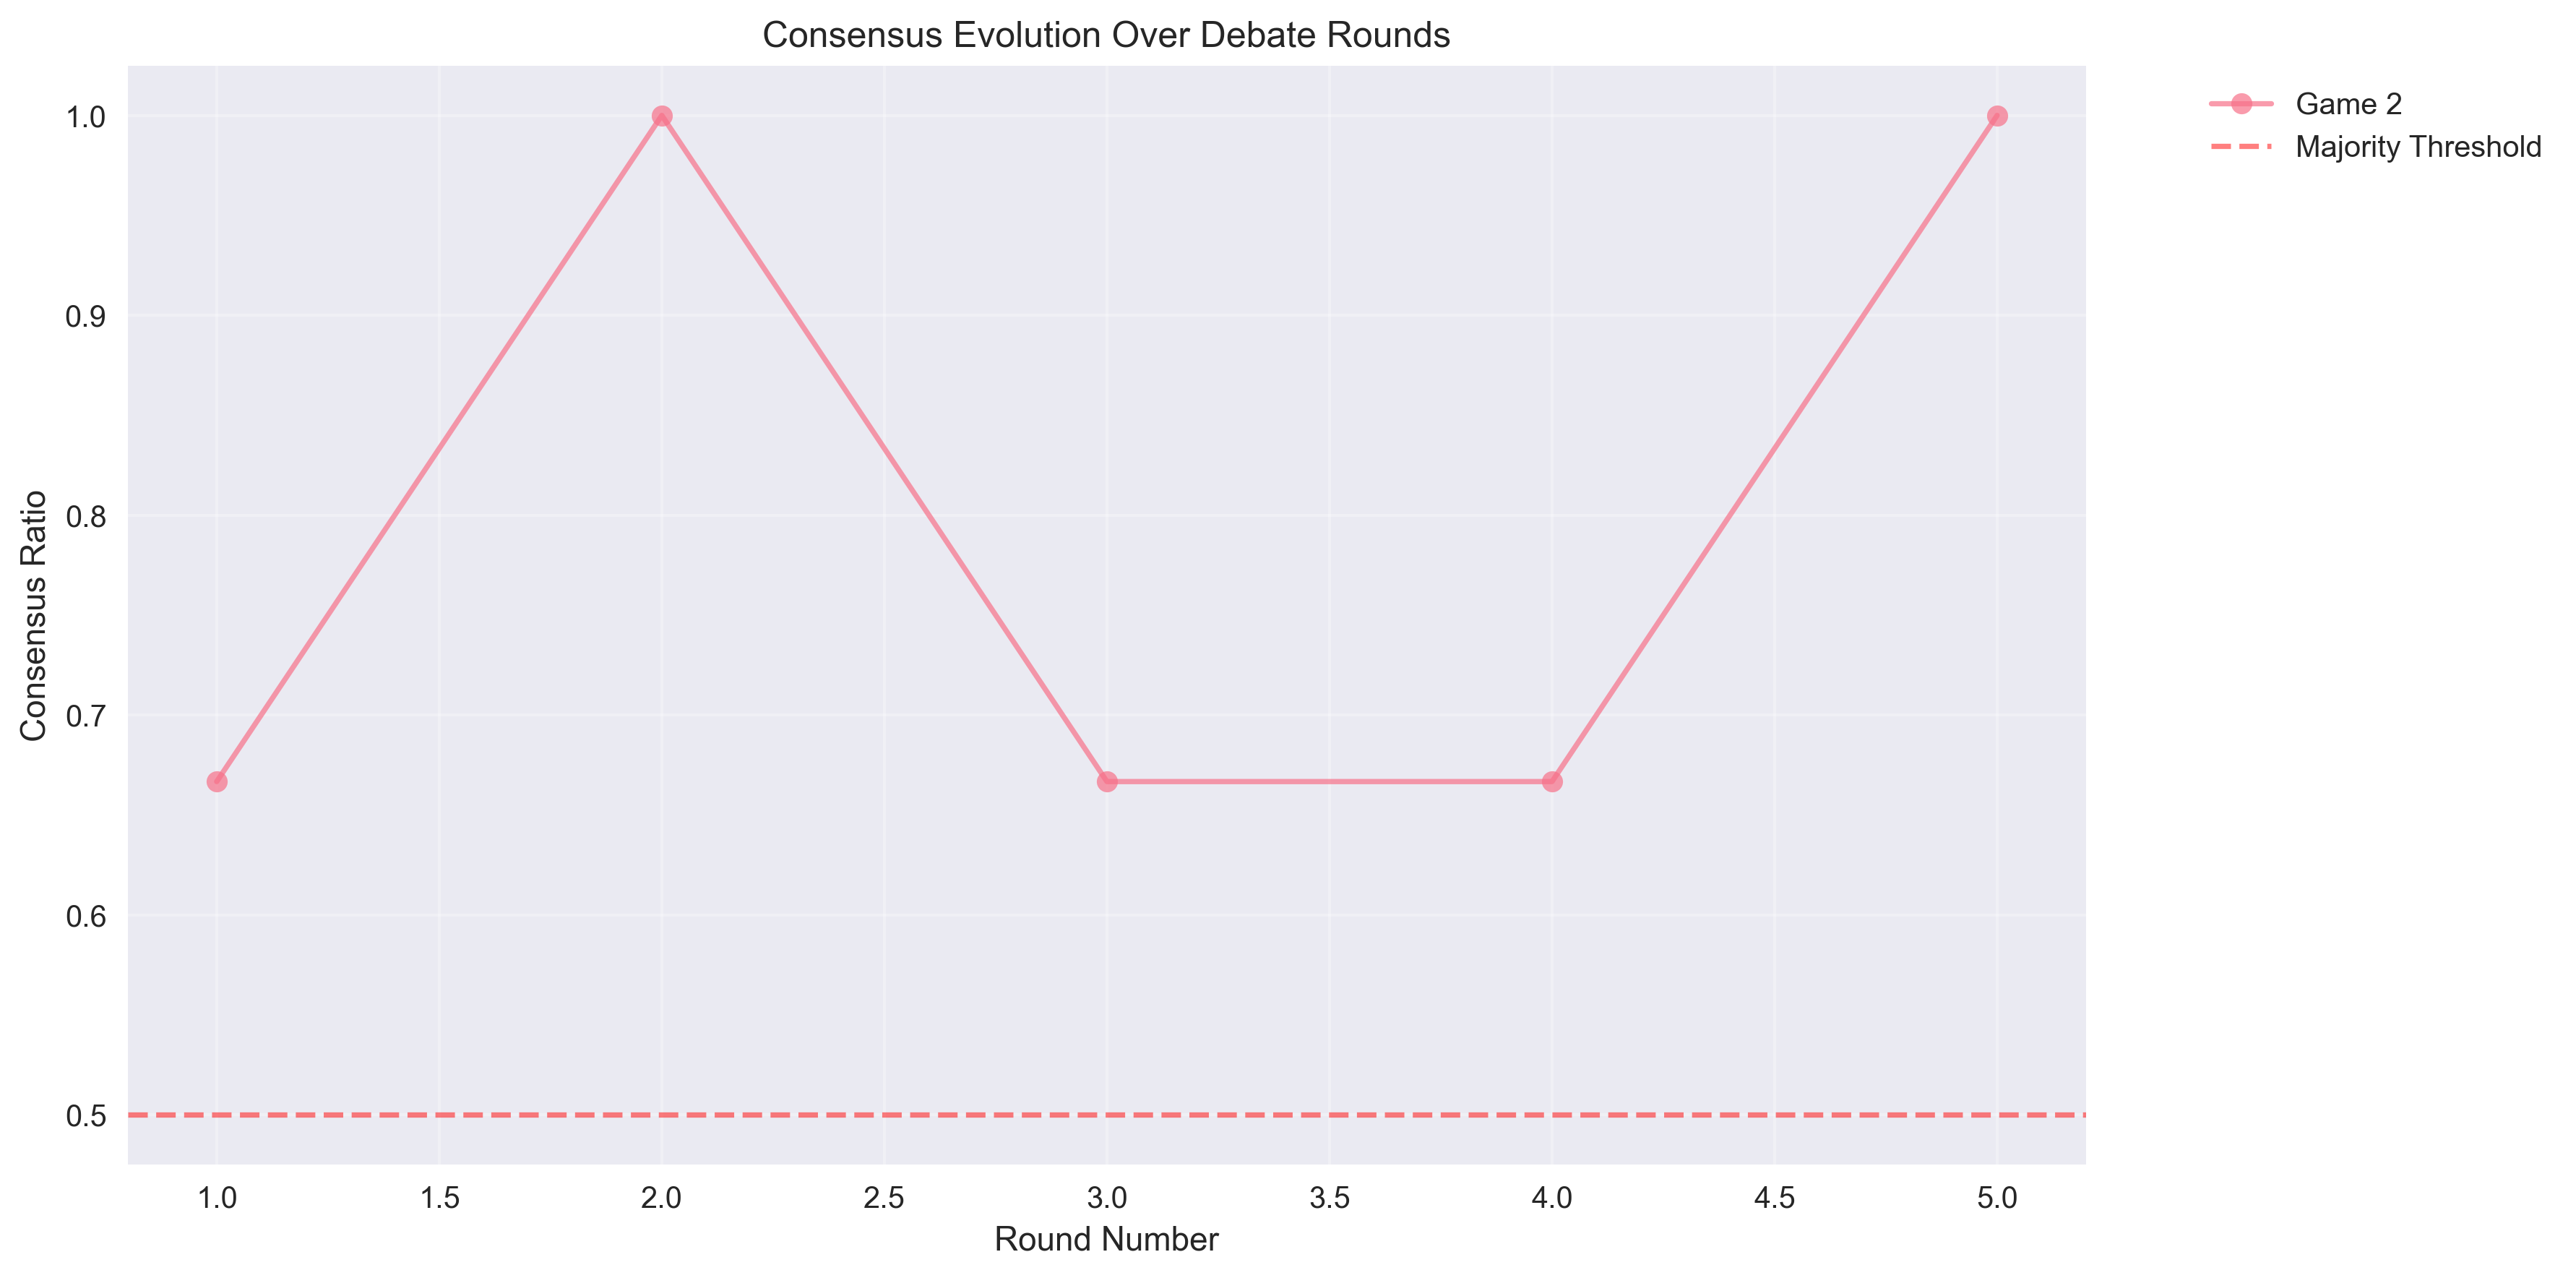 Consensus Evolution Over Debate Rounds
Game 2
Majority Threshold
Consensus Ratio
1.0
0.9
0.8
0.7
0.6
0.5
1.0 1.5 2.0 2.5 3.0 3.5 4.0 4.5 5.0
Round Number